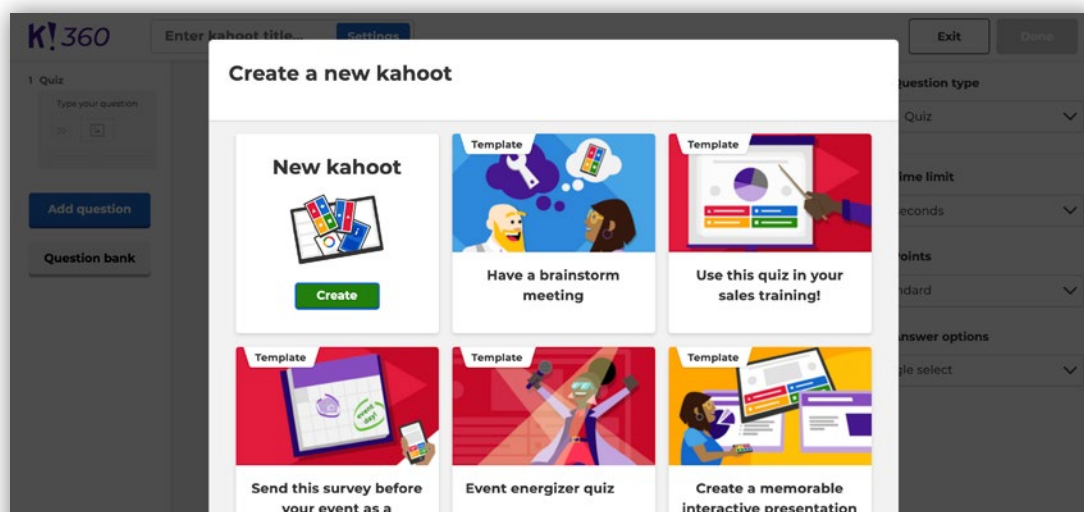 K! 360
Enter kahoot title...
Settings
Exit
Done
1 Quiz
Type your question
Add question
Question bank
Create a new kahoot
New kahoot
Create
Template
Have a brainstorm
meeting
Template
Use this quiz in your
sales training!
Template
event
day!
Send this survey before
your event as a
Template
Event energizer quiz
Template
Create a memorable
interactive presentation
Question type
Quiz
ime limit
econds
oints
ndard
Answer options
gle select